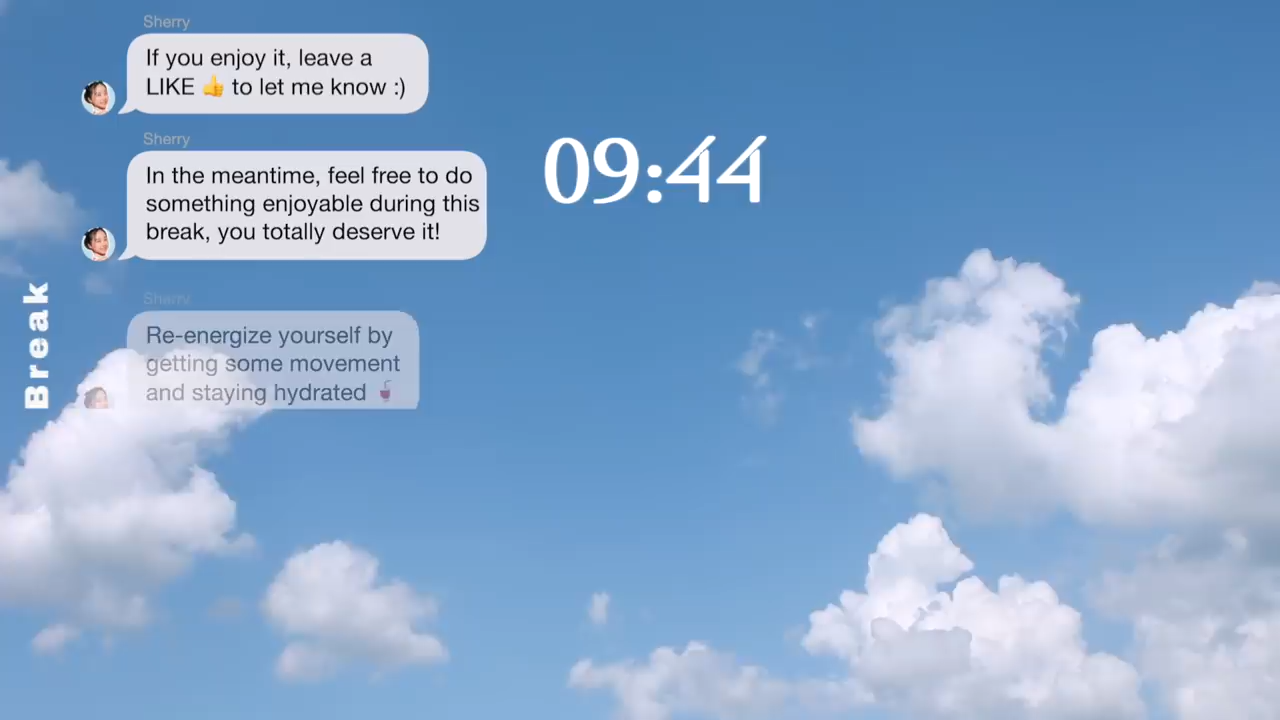 Sherry
If you enjoy it, leave a
LIKE 👍 to let me know :)
Sherry
In the meantime, feel free to do
something enjoyable during this
break, you totally deserve it!
Sherry
Re-energize yourself by
getting some movement
and staying hydrated 🍷
09:44
Break